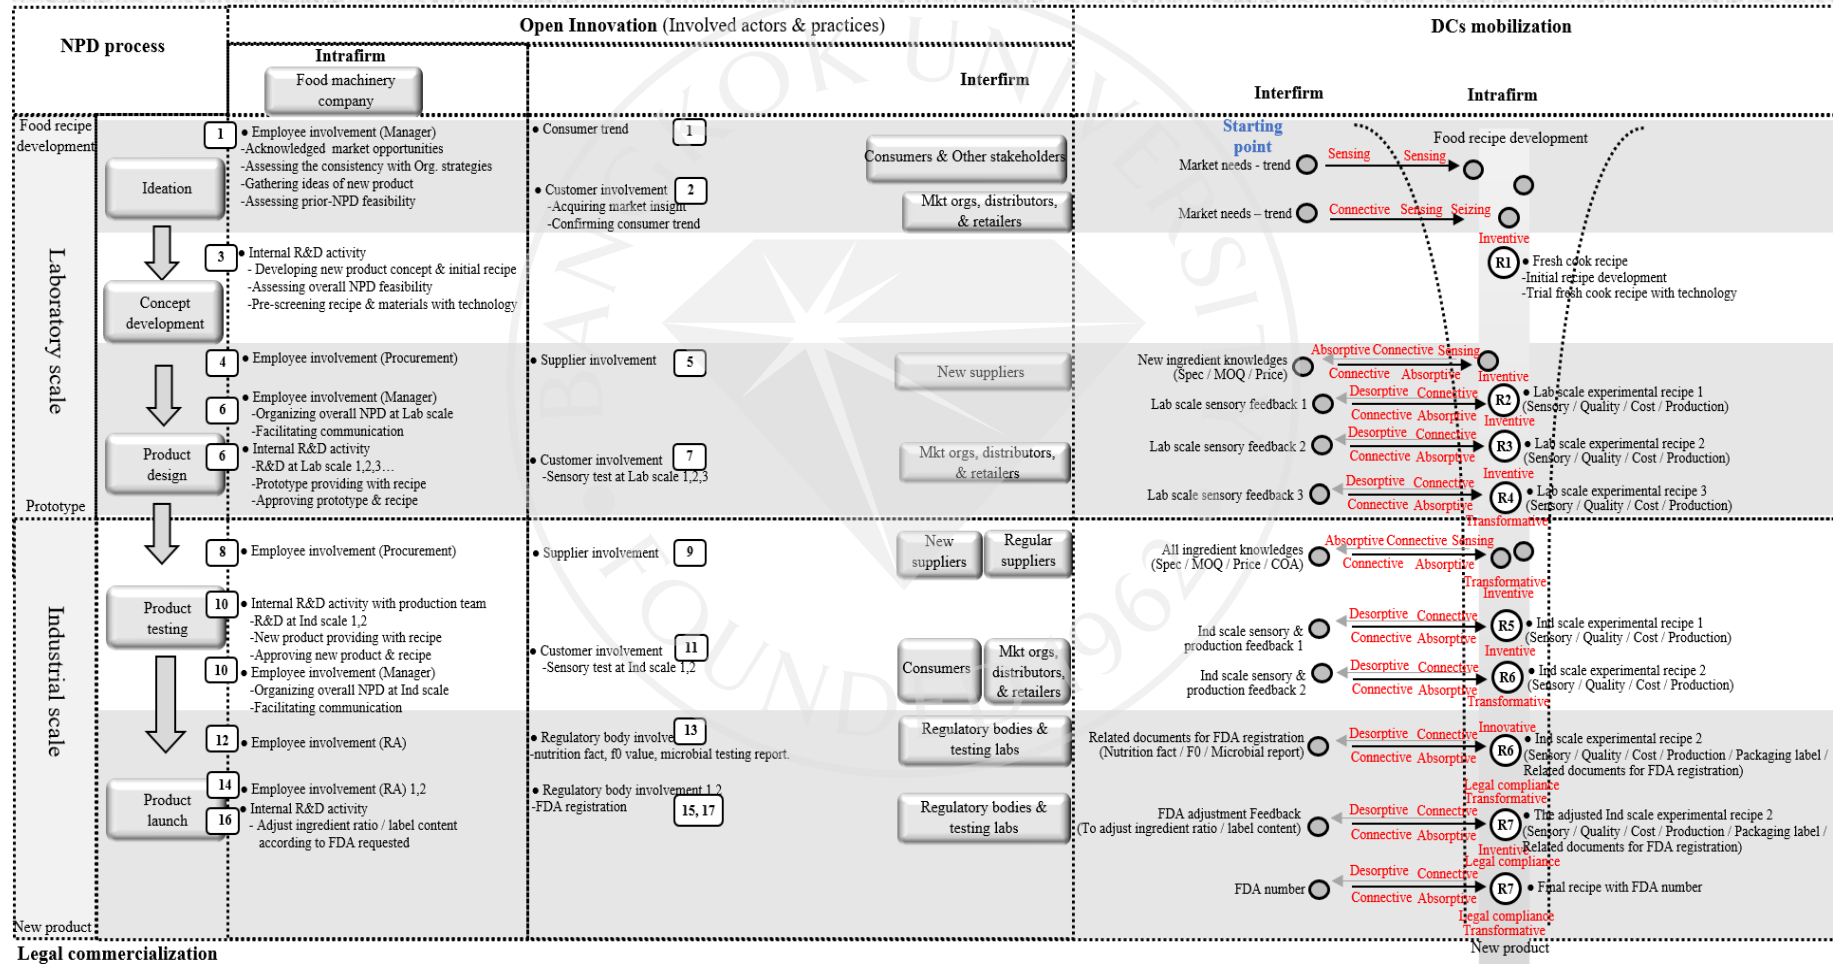 NPD process
Open Innovation (Involved actors & practices)
DCs mobilization
Intrafirm
Food machinery
company
Interfirm
Interfirm
Intrafirm
Food recipe
development
Laboratory scale
Prototype
Industrial scale
New product
Legal commercialization
Ideation
Concept
development
Product
design
Product
testing
Product
launch
1
● Employee involvement (Manager)
-Acknowledged market opportunities
-Assessing the consistency with Org. strategies
-Gathering ideas of new product
-Assessing prior-NPD feasibility
3
● Internal R&D activity
- Developing new product concept & initial recipe
-Assessing overall NPD feasibility
-Pre-screening recipe & materials with technology
4
● Employee involvement (Procurement)
6
● Employee involvement (Manager)
-Organizing overall NPD at Lab scale
-Facilitating communication
6
● Internal R&D activity
-R&D at Lab scale 1,2,3…
-Prototype providing with recipe
-Approving prototype & recipe
8
● Employee involvement (Procurement)
10
● Internal R&D activity with production team
-R&D at Ind scale 1,2
-New product providing with recipe
-Approving new product & recipe
10
● Employee involvement (Manager)
-Organizing overall NPD at Ind scale
-Facilitating communication
12
● Employee involvement (RA)
14
● Employee involvement (RA) 1,2
16
● Internal R&D activity
- Adjust ingredient ratio / label content
according to FDA requested
● Consumer trend
1
● Customer involvement
2
-Acquiring market insight
-Confirming consumer trend
● Supplier involvement
5
● Customer involvement
7
-Sensory test at Lab scale 1,2,3
● Supplier involvement
9
● Customer involvement
11
-Sensory test at Ind scale 1,2
● Regulatory body involve
13
-nutrition fact, f0 value, microbial testing report.
● Regulatory body involvement 1,2
-FDA registration
15, 17
Consumers & Other stakeholders
Mkt orgs, distributors,
& retailers
New suppliers
Mkt orgs, distributors,
& retailers
New
suppliers
Regular
suppliers
Consumers
Mkt orgs,
distributors,
& retailers
Regulatory bodies &
testing labs
Regulatory bodies &
testing labs
Starting
point
Food recipe development
Market needs - trend
Sensing
Sensing
Market needs – trend
Connective
Sensing
Seizing
Inventive
R1
● Fresh cook recipe
-Initial recipe development
-Trial fresh cook recipe with technology
New ingredient knowledges
(Spec / MOQ / Price)
Absorptive Connective Sensing
Connective Absorptive
Inventive
Lab scale sensory feedback 1
Desorptive Connective
Connective Absorptive
R2
● Lab scale experimental recipe 1
(Sensory / Quality / Cost / Production)
Inventive
Lab scale sensory feedback 2
Desorptive Connective
Connective Absorptive
R3
● Lab scale experimental recipe 2
(Sensory / Quality / Cost / Production)
Inventive
Lab scale sensory feedback 3
Desorptive Connective
Connective Absorptive
R4
● Lab scale experimental recipe 3
(Sensory / Quality / Cost / Production)
Transformative
All ingredient knowledges
(Spec / MOQ / Price / COA)
Absorptive Connective Sensing
Connective Absorptive
Transformative
Inventive
Ind scale sensory &
production feedback 1
Desorptive Connective
Connective Absorptive
R5
● Ind scale experimental recipe 1
(Sensory / Quality / Cost / Production)
Inventive
Ind scale sensory &
production feedback 2
Desorptive Connective
Connective Absorptive
R6
● Ind scale experimental recipe 2
(Sensory / Quality / Cost / Production)
Transformative
Related documents for FDA registration
(Nutrition fact / F0 / Microbial report)
Desorptive Connective
Connective Absorptive
Innovative
R6
● Ind scale experimental recipe 2
(Sensory / Quality / Cost / Production / Packaging label /
Related documents for FDA registration)
Legal compliance
Transformative
FDA adjustment Feedback
(To adjust ingredient ratio / label content)
Desorptive Connective
Connective Absorptive
R7
● The adjusted Ind scale experimental recipe 2
(Sensory / Quality / Cost / Production / Packaging label /
Related documents for FDA registration)
Inventive
Legal compliance
FDA number
Desorptive Connective
Connective Absorptive
R7
● Final recipe with FDA number
Legal compliance
Transformative
New product
BANGKOK UNIVERSITY
FOUNDED 1962